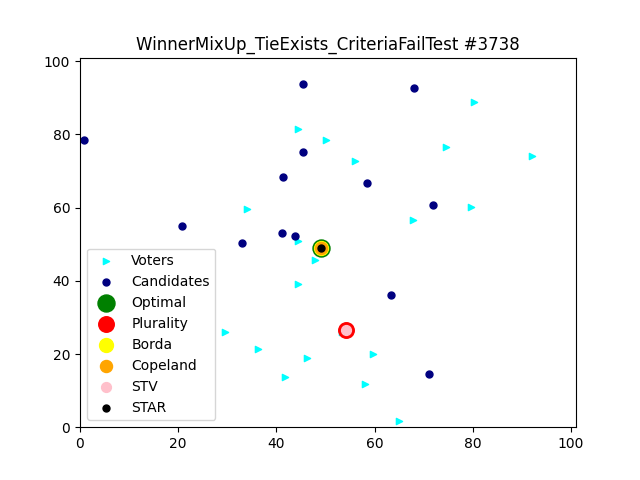 WinnerMixUp_TieExists_CriteriaFailTest #3738
100
80
60
40
20
0
Voters
Candidates
Optimal
Plurality
Borda
Copeland
STV
STAR
0 20 40 60 80 100